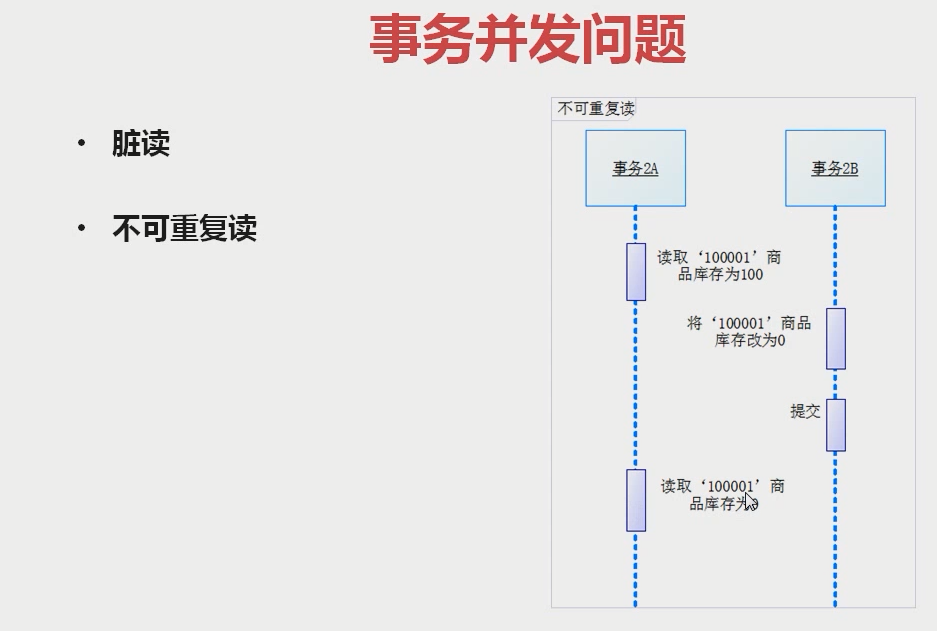 事务并发问题
• 脏读
• 不可重复读
不可重复读
事务2A
事务2B
读取‘100001’商
品库存为100
将‘100001’商品
库存改为0
提交
读取‘100001’商
品库存为0